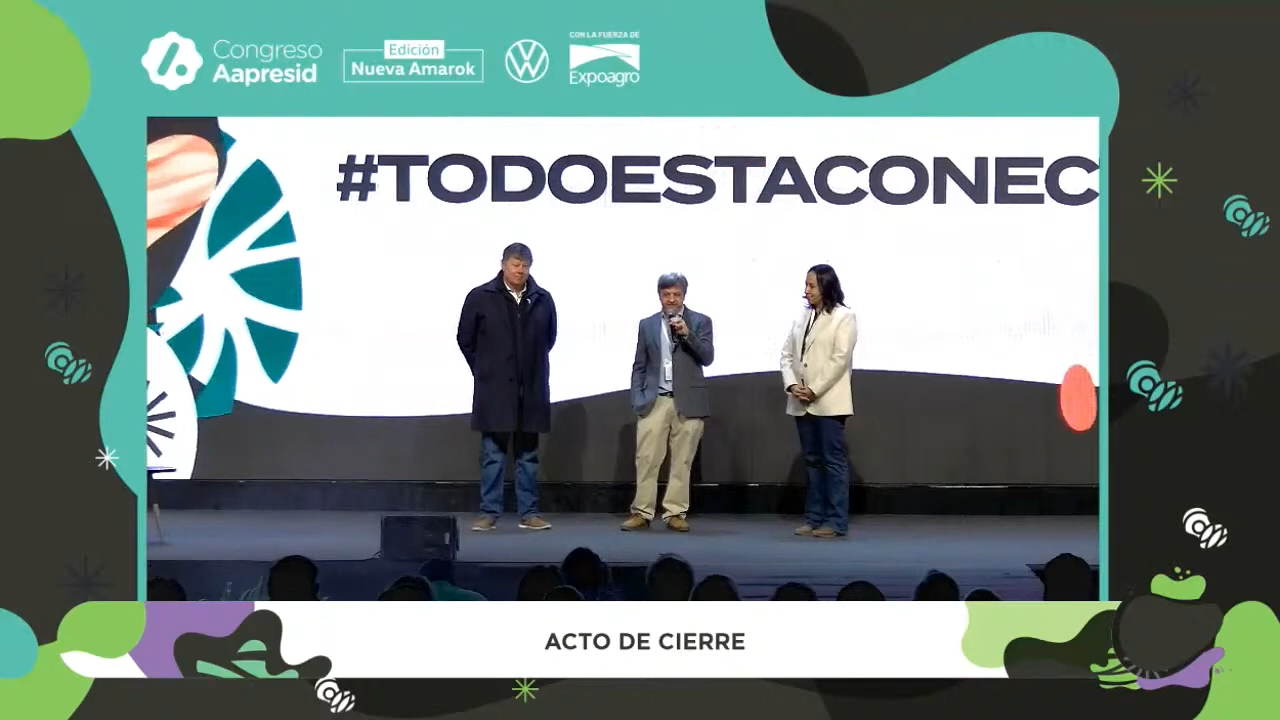 Congreso
Aapresid
Edición
Nueva Amarok
CON LA FUERZA DE
Expoagro
#TODOESTACONEC
ACTO DE CIERRE